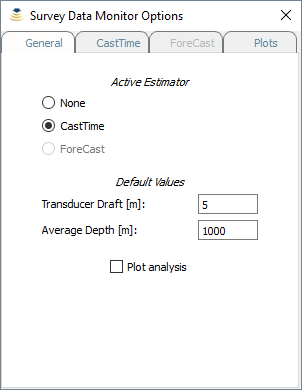 Survey Data Monitor Options
General CastTime ForeCast Plots
Active Estimator
None
CastTime
ForeCast
Default Values
Transducer Draft [m]: 5
Average Depth [m]: 1000
Plot analysis